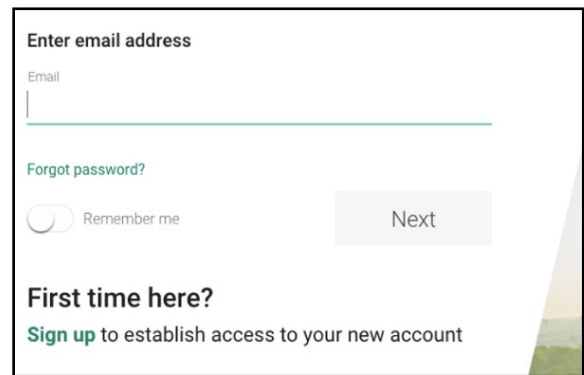 Enter email address
Email
Forgot password?
Remember me
Next
First time here?
Sign up to establish access to your new account